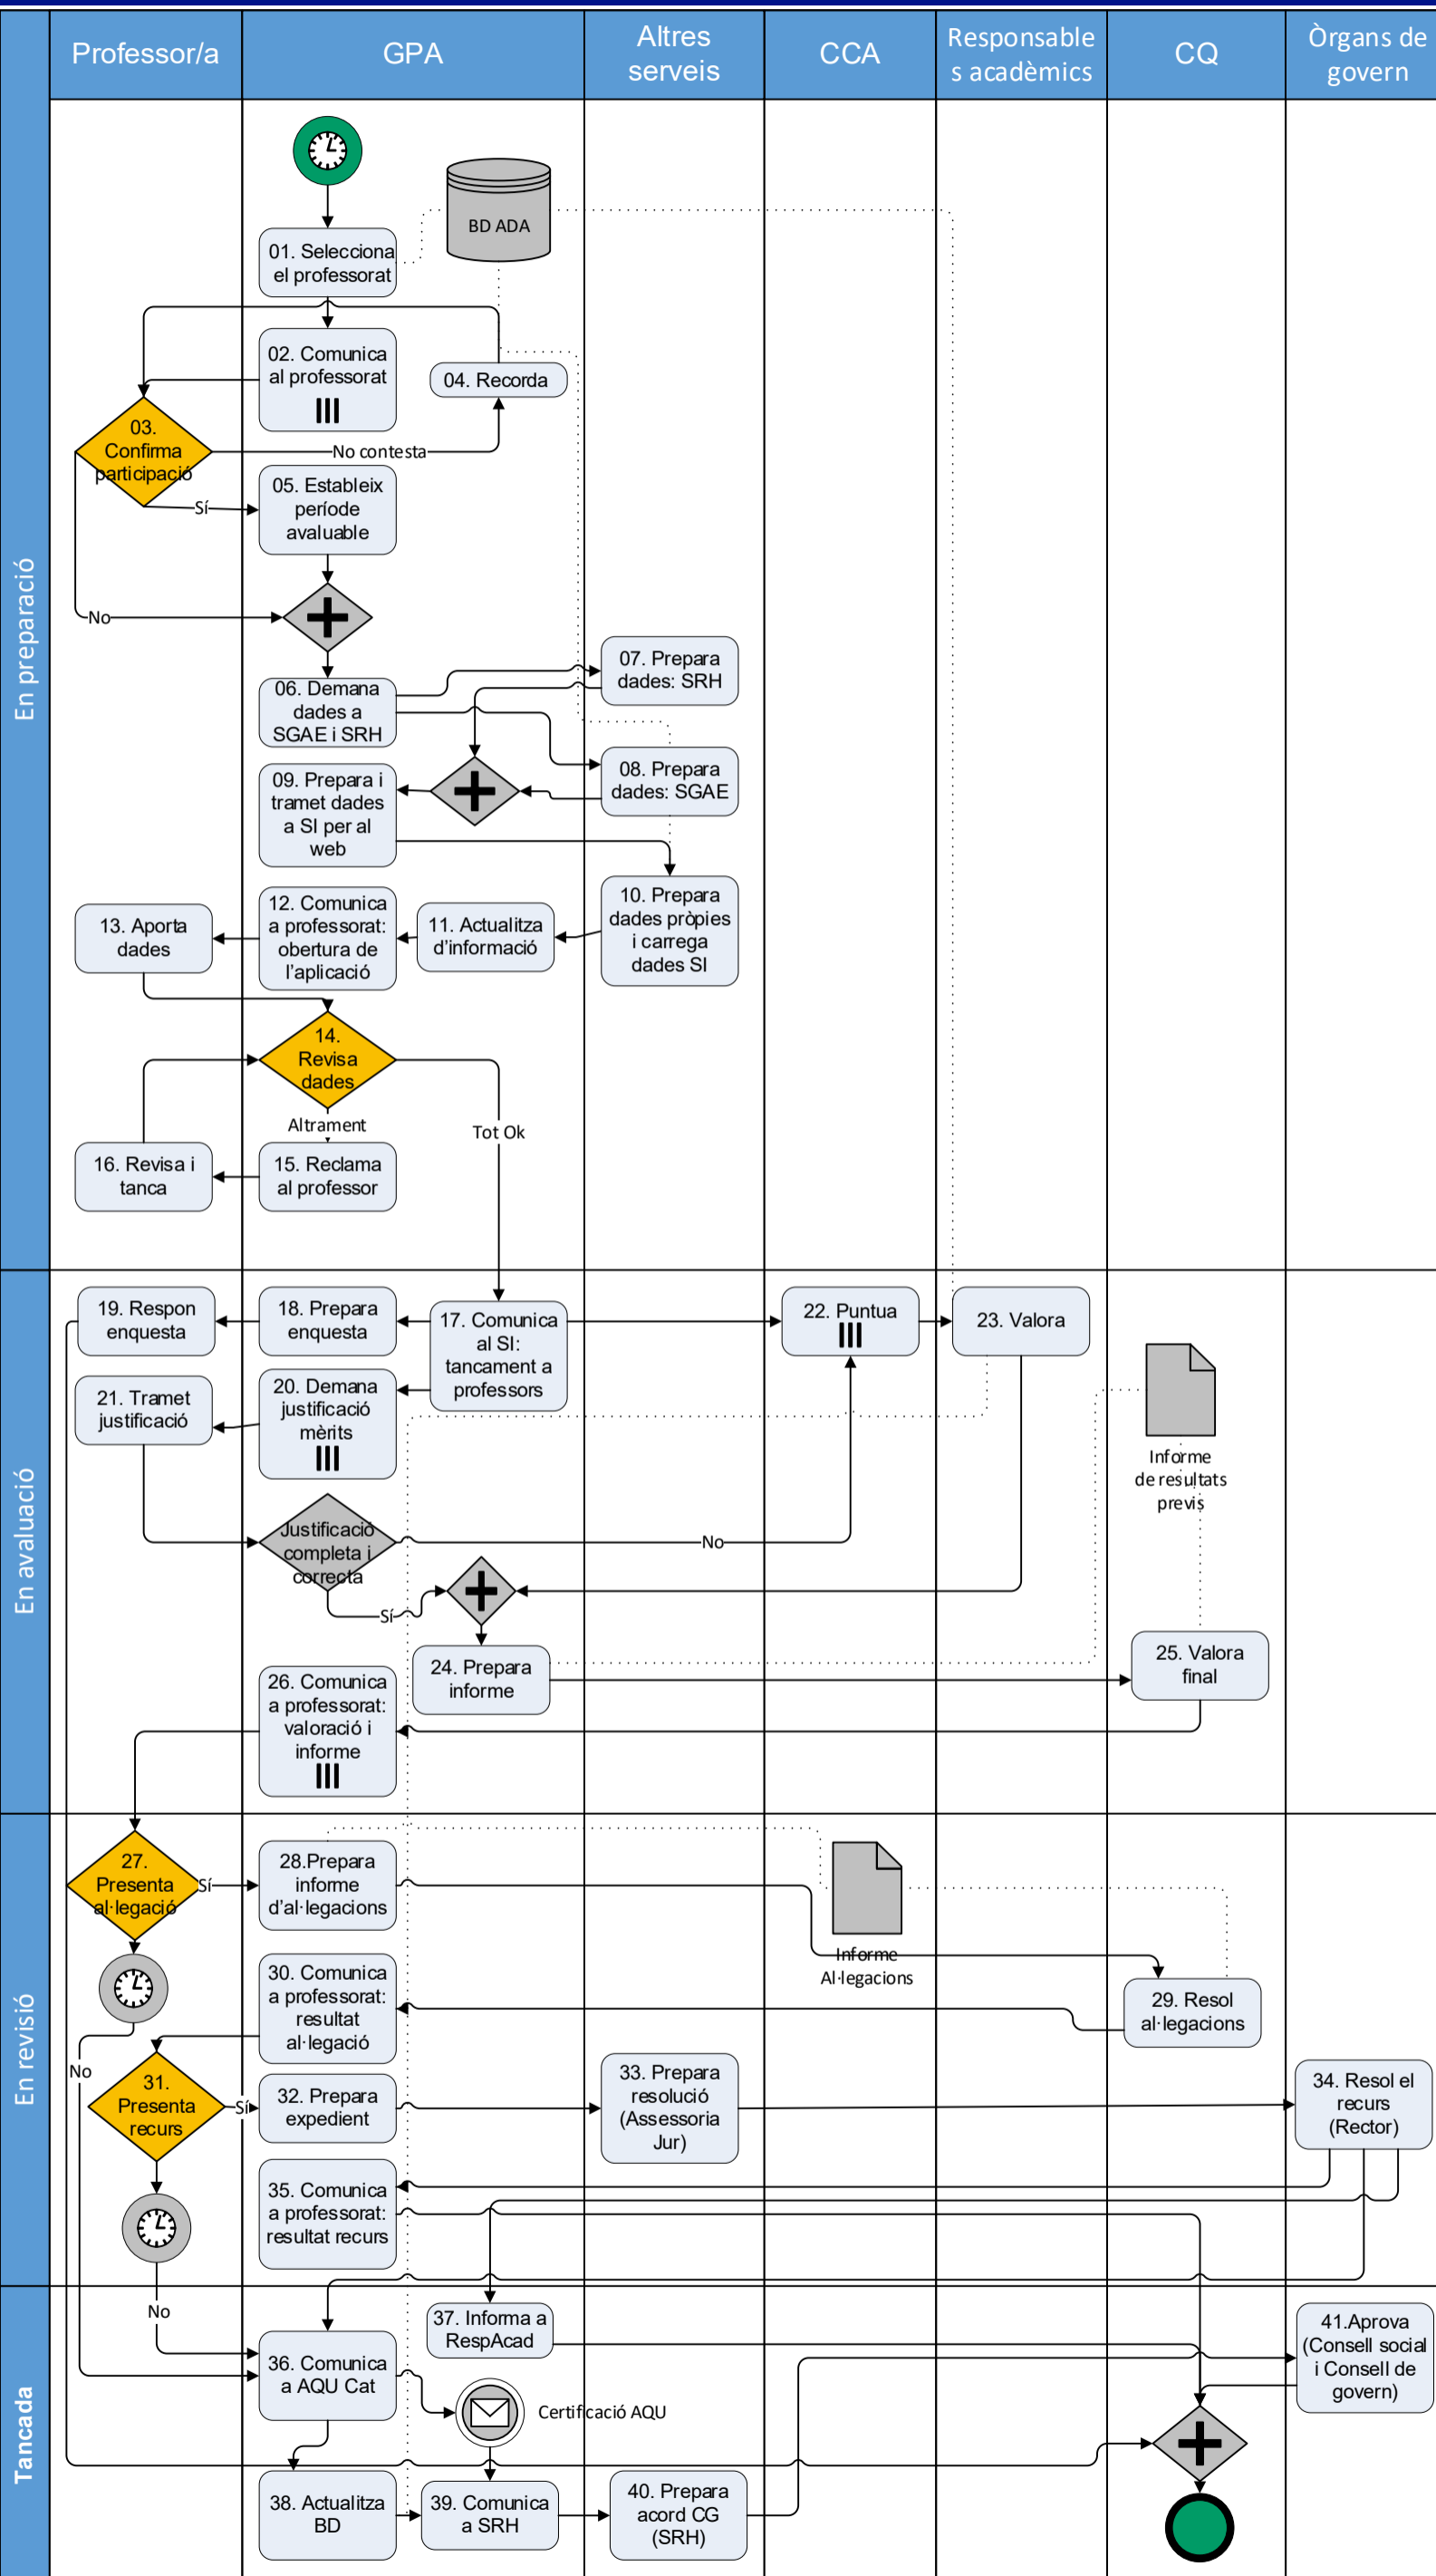 Professor/a
GPA
Altres
serveis
CCA
Responsable
s acadèmics
CQ
Òrgans de
govern
En preparació
BD ADA
01. Selecciona
el professorat
02. Comunica
al professorat
04. Recorda
03.
Confirma
participació
No contesta
05. Estableix
període
avaluable
Sí
No
07. Prepara
dades: SRH
06. Demana
dades a
SGAE i SRH
08. Prepara
dades: SGAE
09. Prepara i
tramet dades
a SI per al
web
10. Prepara
dades pròpies
i carrega
dades SI
11. Actualitza
d'informació
12. Comunica
a professorat:
obertura de
l'aplicació
13. Aporta
dades
14.
Revisa
dades
Altrament
Tot Ok
16. Revisa i
tanca
15. Reclama
al professor
En avaluació
19. Respon
enquesta
18. Prepara
enquesta
17. Comunica
al SI:
tancament a
professors
22. Puntua
23. Valora
21. Tramet
justificació
20. Demana
justificació
mèrits
Informe
de resultats
previs
Justificació
completa i
correcta
No
Sí
24. Prepara
informe
25. Valora
final
26. Comunica
a professorat:
valoració i
informe
En revisió
27.
Presenta
al·legació
Sí
28.Prepara
informe
d'al·legacions
Informe
Al·legacions
30. Comunica
a professorat:
resultat
al·legació
29. Resol
al·legacions
No
31.
Presenta
recurs
Sí
32. Prepara
expedient
33. Prepara
resolució
(Assessoria
Jur)
34. Resol el
recurs
(Rector)
35. Comunica
a professorat:
resultat recurs
No
Tancada
37. Informa a
RespAcad
36. Comunica
a AQU Cat
Certificació AQU
41.Aprova
(Consell social
i Consell de
govern)
38. Actualitza
BD
39. Comunica
a SRH
40. Prepara
acord CG
(SRH)